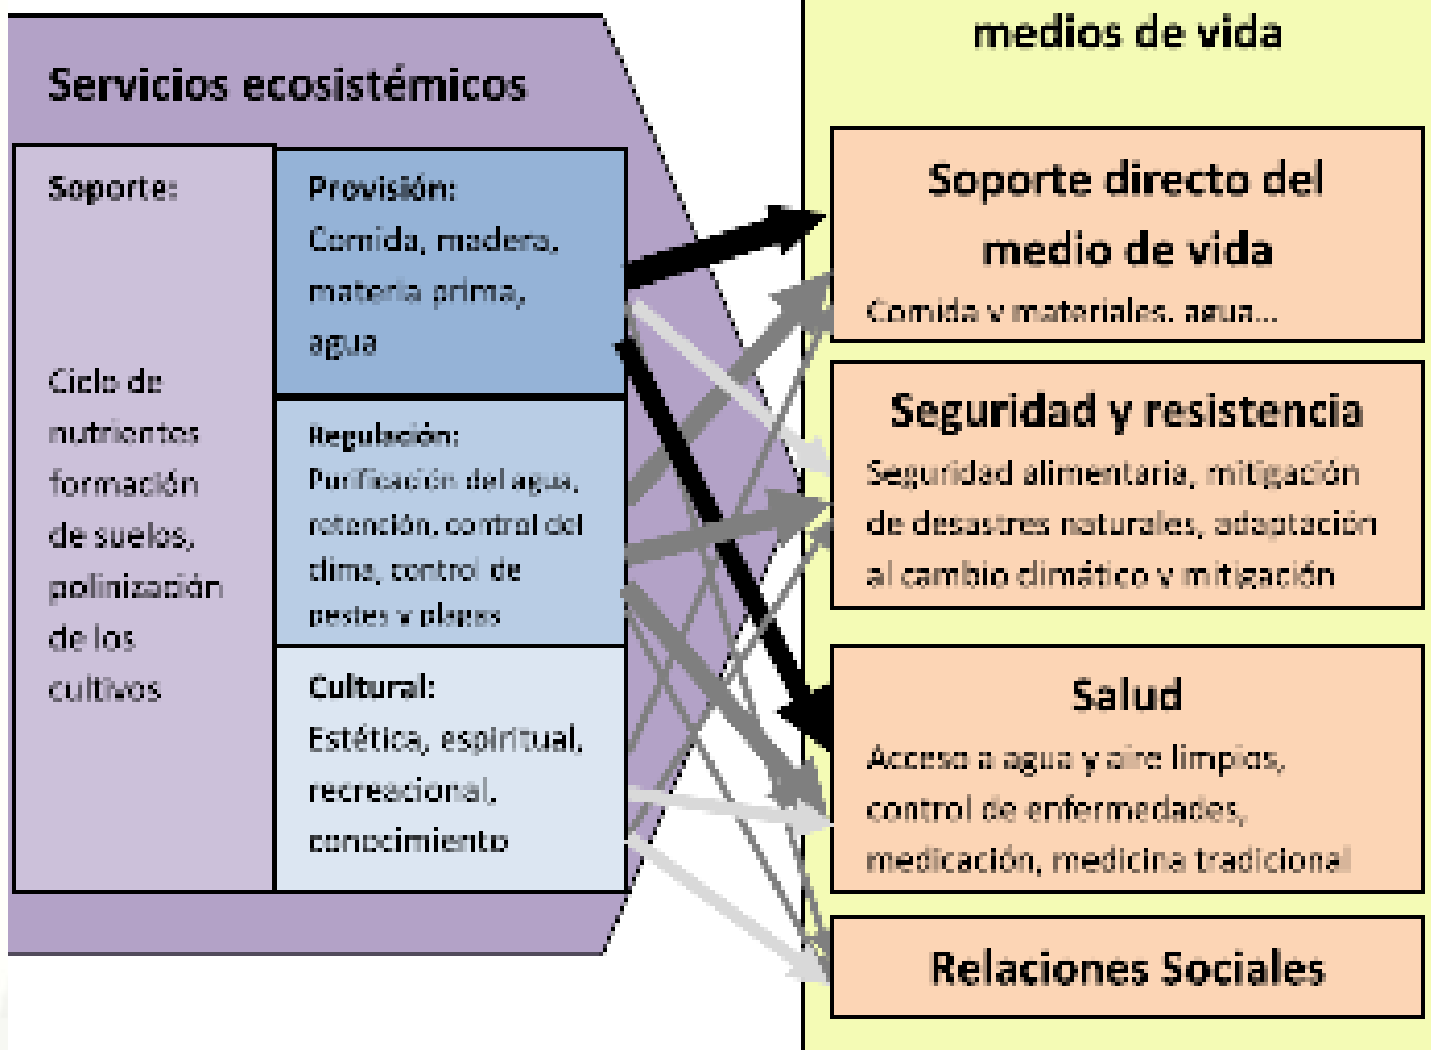 Servicios ecosistémicos
Soporte:
Ciclo de
nutrientes
formación
de suelos,
polinización
de los
cultivos
Provisión:
Comida, madera,
materia prima,
agua
Regulación:
Purificación del agua,
retención, control del
clima, control de
pestes y plagas
Cultural:
Estética, espiritual,
recreacional,
conocimiento
medios de vida
Soporte directo del
medio de vida
Comida y materiales, agua...
Seguridad y resistencia
Seguridad alimentaria, mitigación
de desastres naturales, adaptación
al cambio climático y mitigación
Salud
Acceso a agua y aire limpios,
control de enfermedades,
medicación, medicina tradicional
Relaciones Sociales